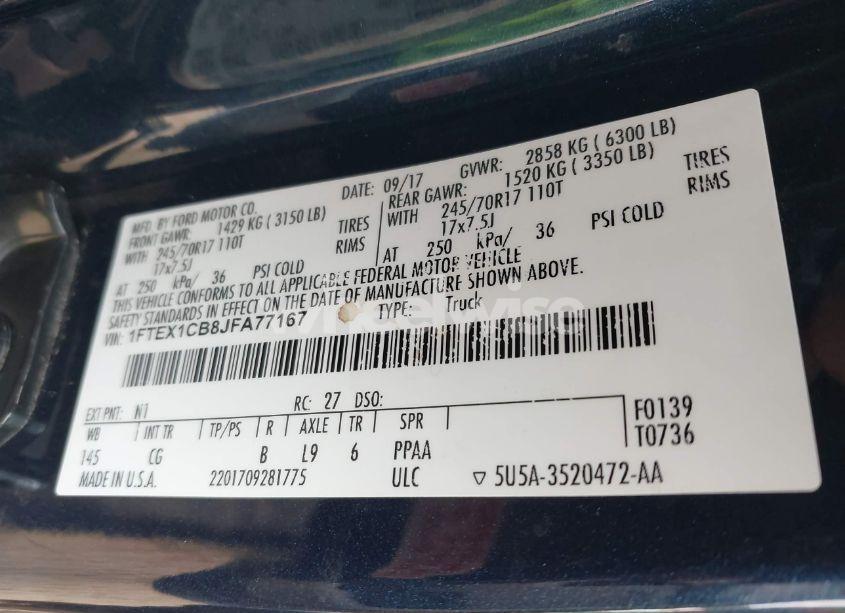 MFD. BY FORD MOTOR CO.
DATE: 09/17 GVWR: 2858 KG ( 6300 LB)
FRONT GAWR: 1429 KG ( 3150 LB) REAR GAWR: 1520 KG ( 3350 LB)
WITH 245/70R17 110T TIRES WITH 245/70R17 110T TIRES
17x7.5J RIMS 17x7.5J RIMS
AT 250 kPa/ 36 PSI COLD AT 250 kPa/ 36 PSI COLD
THIS VEHICLE CONFORMS TO ALL APPLICABLE FEDERAL MOTOR VEHICLE
SAFETY STANDARDS IN EFFECT ON THE DATE OF MANUFACTURE SHOWN ABOVE.
VIN: 1FTEX1CB8JFA77167 TYPE: Truck
EXT PNT: N1 RC: 27 DSO:
WB INT TR TP/PS R AXLE TR SPR
145 CG B L9 6 PPAA
F0139
T0736
MADE IN U.S.A. 2201709281775 ULC ▽ 5U5A-3520472-AA